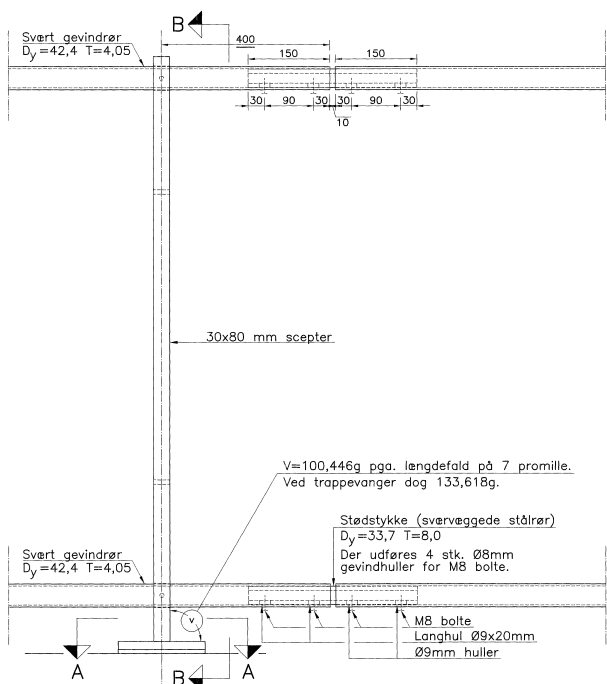 B
400
Svært gevindrør
Dy=42,4 T=4,05
150 150
30 90 30 30 90 30
10
30x80 mm scepter
V=100,446g pga. længdefald på 7 promille.
Ved trappevanger dog 133,618g.
Stødstykke (sværvæggede stålrør)
Dy=33,7 T=8,0
Der udføres 4 stk. Ø8mm
gevindhuller for M8 bolte.
Svært gevindrør
Dy=42,4 T=4,05
v
M8 bolte
Langhul Ø9x20mm
Ø9mm huller
A A
B